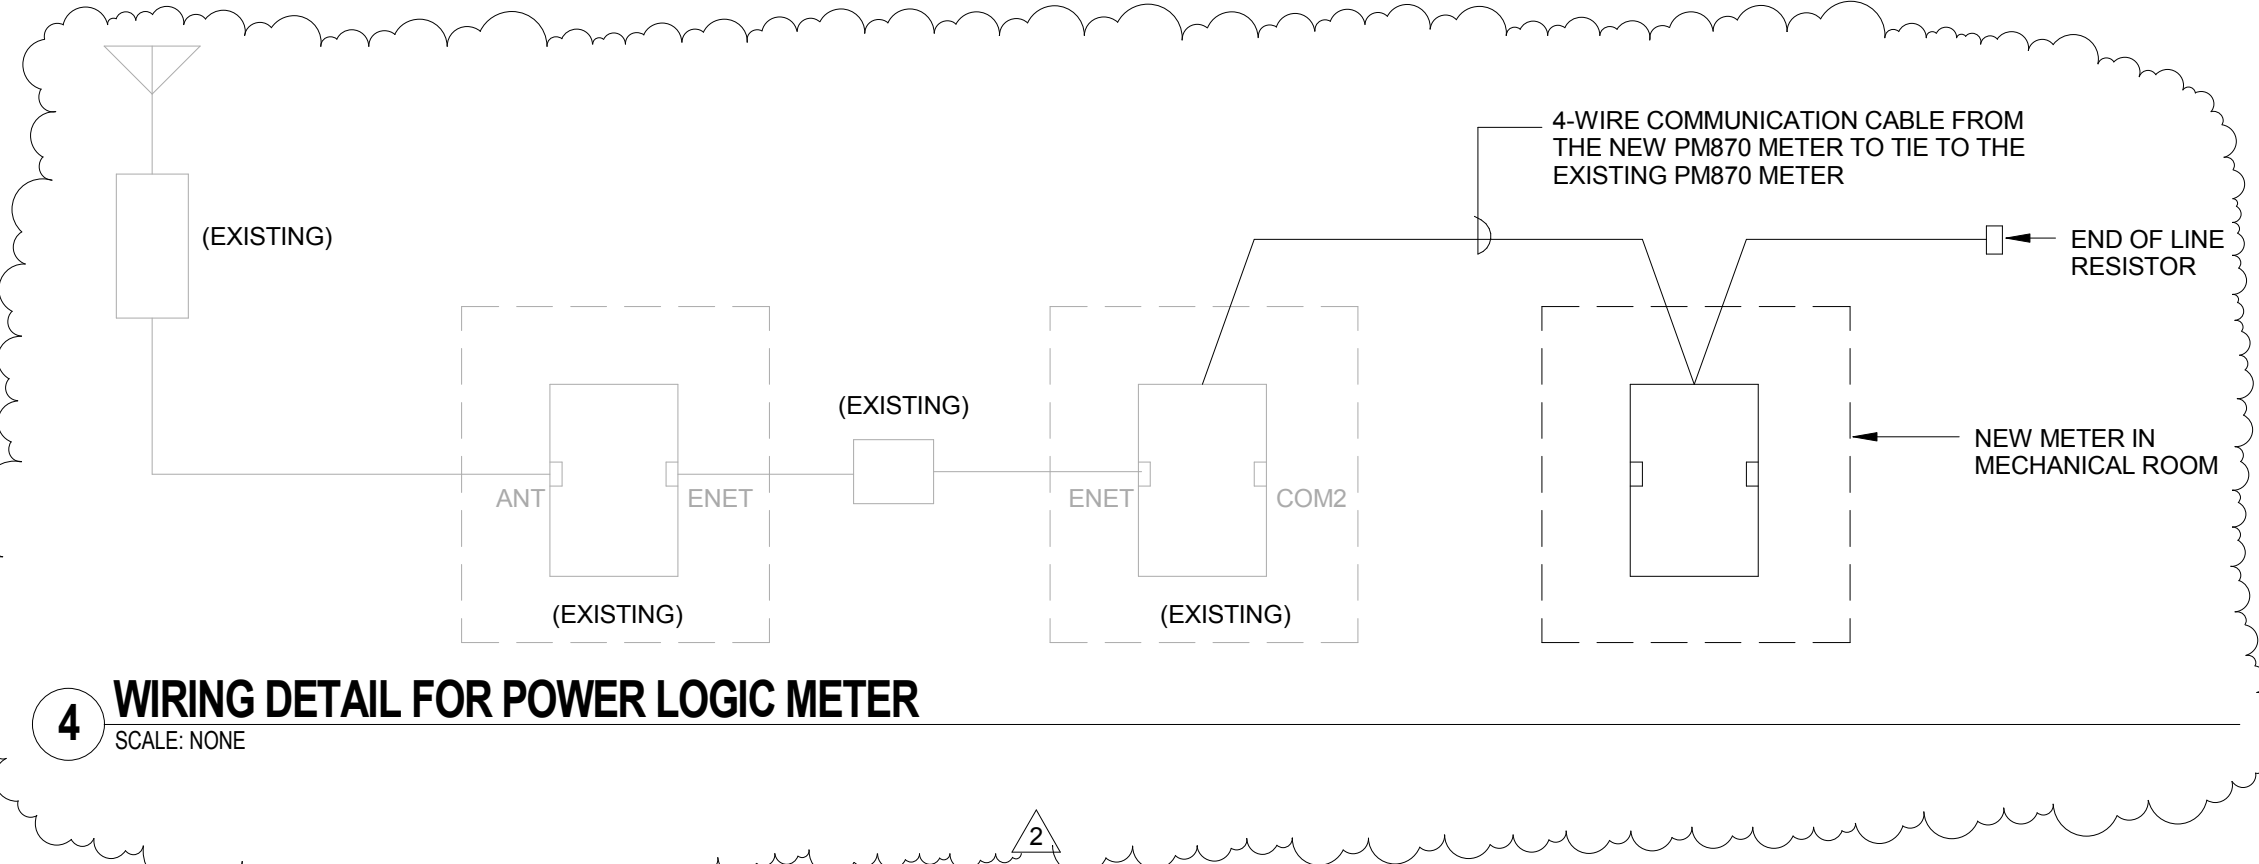 4-WIRE COMMUNICATION CABLE FROM
THE NEW PM870 METER TO TIE TO THE
EXISTING PM870 METER
(EXISTING)
END OF LINE
RESISTOR
(EXISTING)
NEW METER IN
MECHANICAL ROOM
ANT
ENET
ENET
COM2
(EXISTING)
(EXISTING)
4
WIRING DETAIL FOR POWER LOGIC METER
SCALE: NONE
2